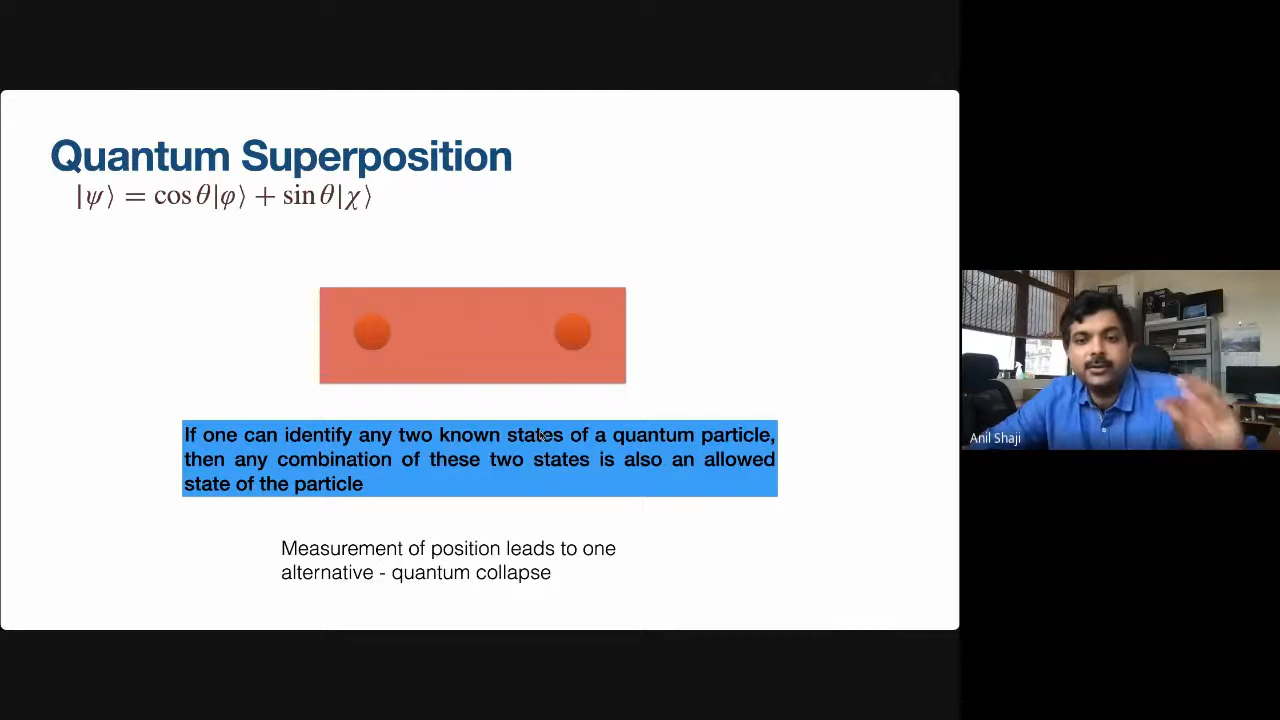 Quantum Superposition
|ψ⟩ = cos θ|φ⟩ + sin θ|χ⟩
If one can identify any two known states of a quantum particle,
then any combination of these two states is also an allowed
state of the particle
Measurement of position leads to one
alternative - quantum collapse
Anil Shaji